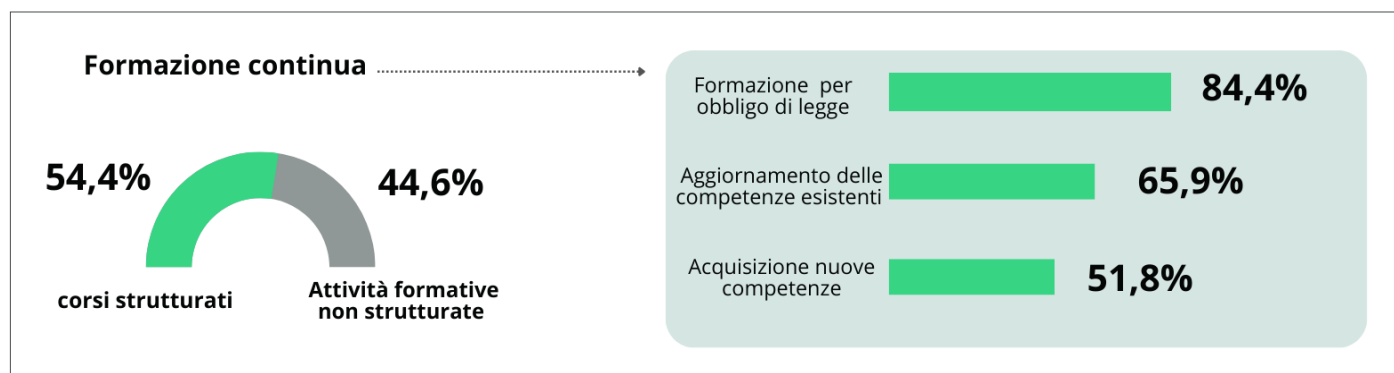 Formazione continua
54,4%
44,6%
corsi strutturati
Attività formative
non strutturate
Formazione per
obbligo di legge
84,4%
Aggiornamento delle
competenze esistenti
65,9%
Acquisizione nuove
competenze
51,8%